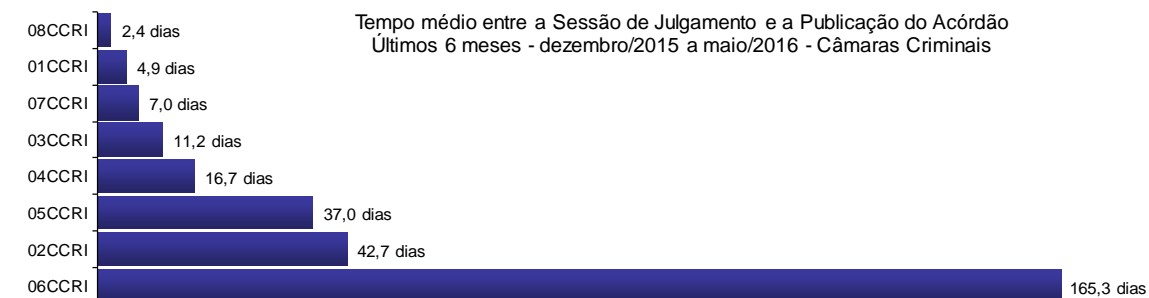 Tempo médio entre a Sessão de Julgamento e a Publicação do Acórdão
Últimos 6 meses - dezembro/2015 a maio/2016 - Câmaras Criminais
08CCRI 2,4 dias
01CCRI 4,9 dias
07CCRI 7,0 dias
03CCRI 11,2 dias
04CCRI 16,7 dias
05CCRI 37,0 dias
02CCRI 42,7 dias
06CCRI 165,3 dias